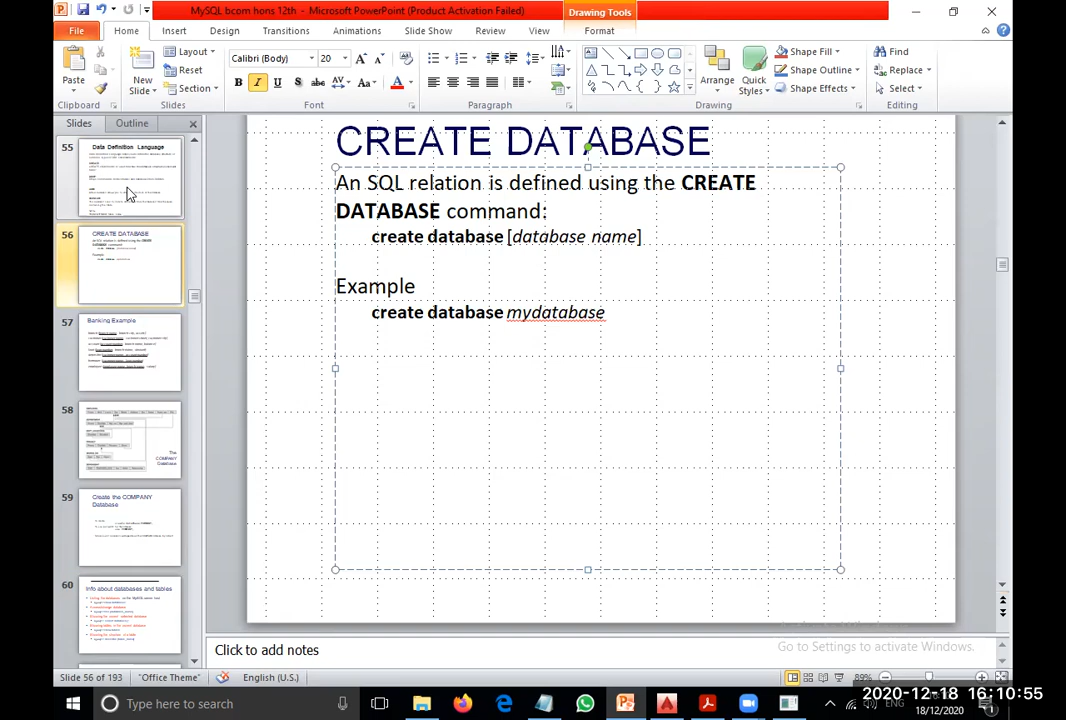 MySQL bcom hons 12th - Microsoft PowerPoint (Product Activation Failed)
Drawing Tools
File
Home
Insert
Design
Transitions
Animations
Slide Show
Review
View
Format
Paste
New
Slide
Layout
Reset
Section
Calibri (Body)
20
Arrange
Quick
Styles
Shape Fill
Shape Outline
Shape Effects
Find
Replace
Select
Clipboard
Slides
Font
Paragraph
Drawing
Editing
Slides
Outline
55
Data Definition Language
56
CREATE DATABASE
57
Banking Example
58
The
COMPANY
Database
59
Create the COMPANY
Database
60
Info about databases and tables
CREATE DATABASE
An SQL relation is defined using the CREATE
DATABASE command:
create database [database name]
Example
create database mydatabase
Click to add notes
Go to Settings to activate Windows.
Slide 56 of 193
"Office Theme"
English (U.S.)
89%
Type here to search
2020-12-18 16:10:55
18/12/2020